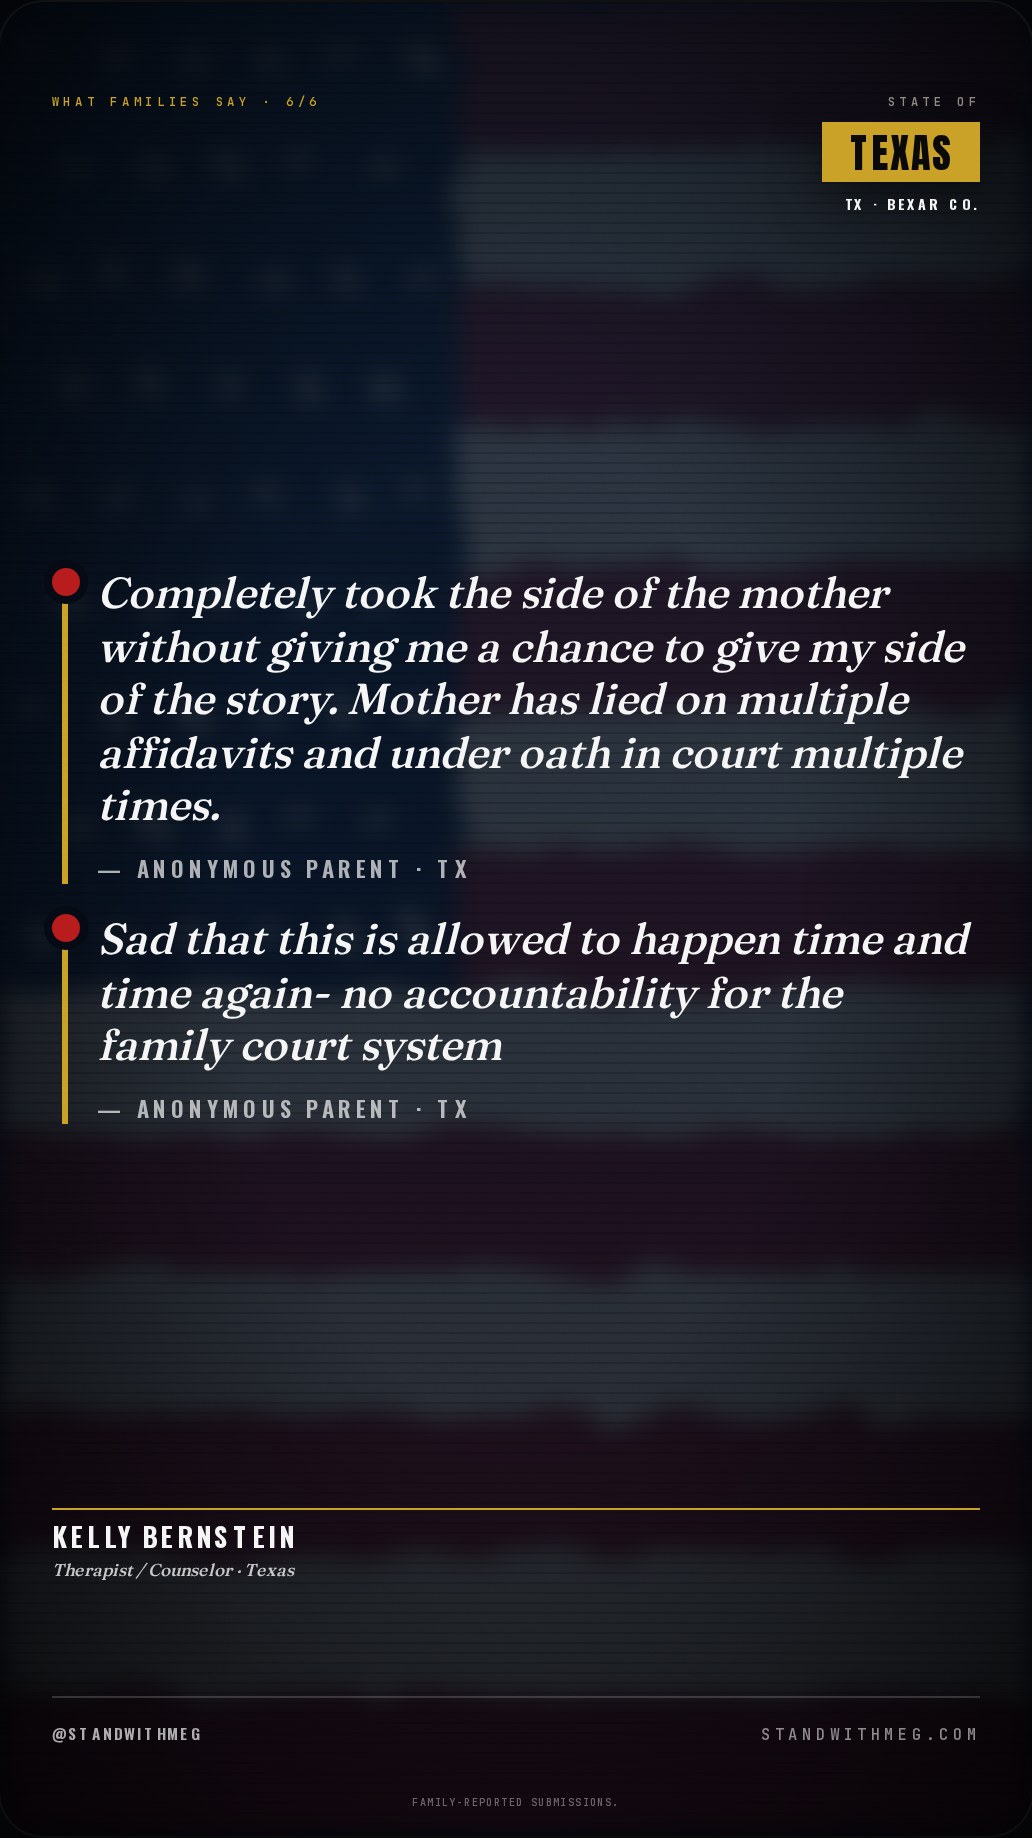 WHAT FAMILIES SAY · 6/6
STATE OF
TEXAS
TX · BEXAR CO.
Completely took the side of the mother
without giving me a chance to give my side
of the story. Mother has lied on multiple
affidavits and under oath in court multiple
times.
— ANONYMOUS PARENT · TX
Sad that this is allowed to happen time and
time again- no accountability for the
family court system
— ANONYMOUS PARENT · TX
KELLY BERNSTEIN
Therapist / Counselor · Texas
@STANDWITHMEG
STANDWITHMEG.COM
FAMILY-REPORTED SUBMISSIONS.